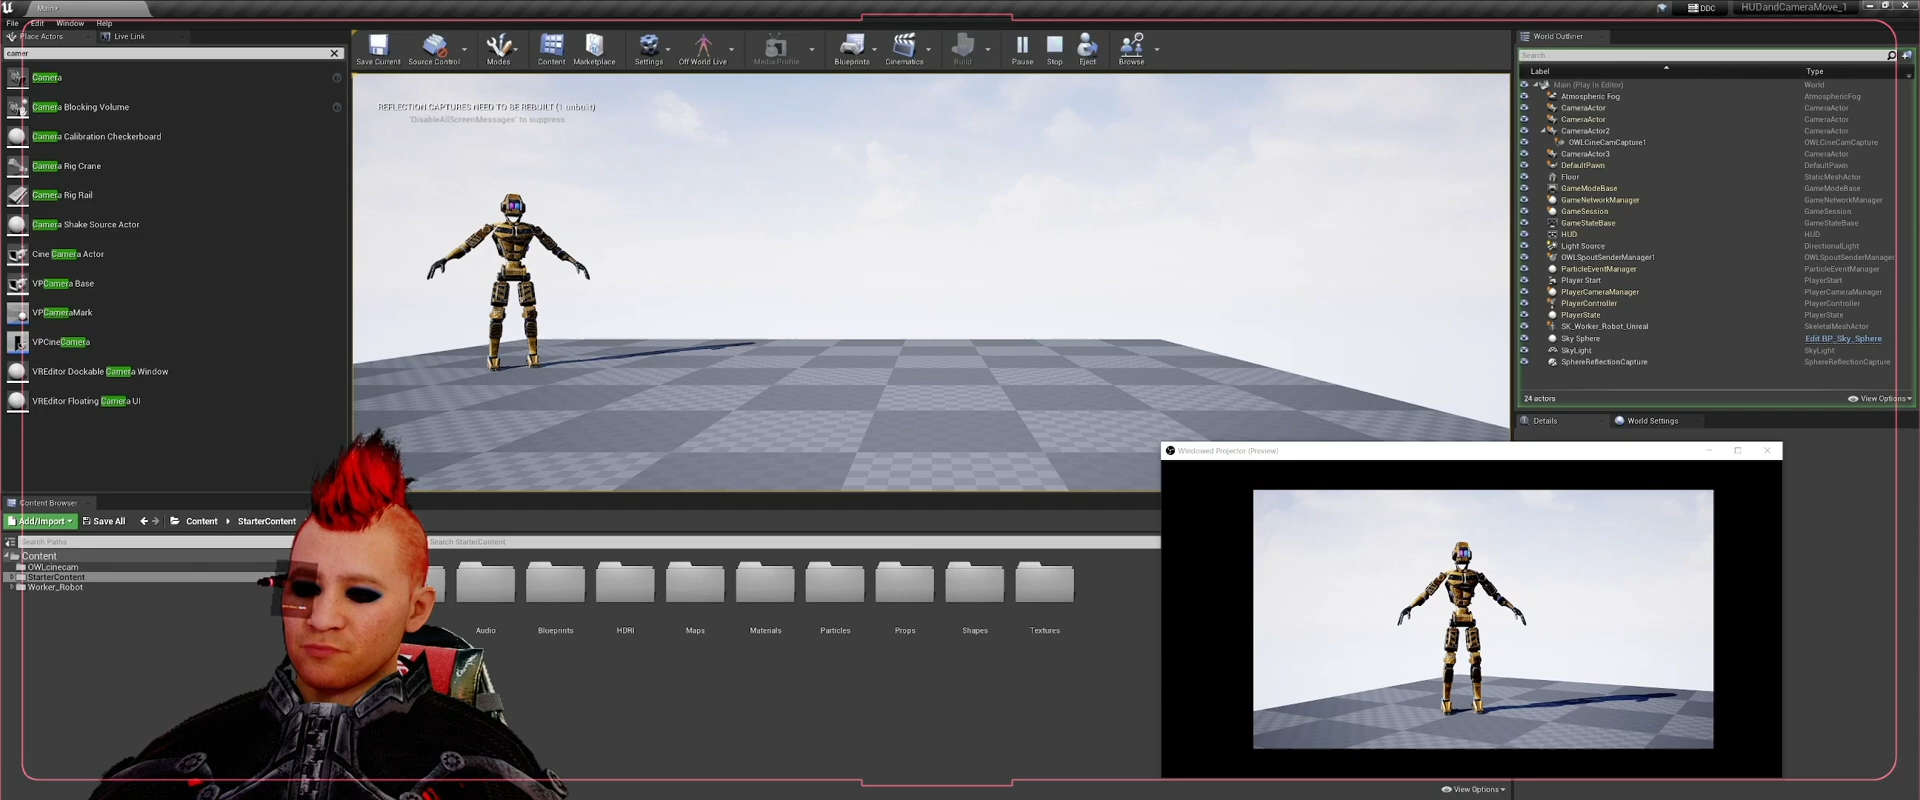 Main*
DDC
HUDandCameraMove_1
File Edit Window Help
Place Actors
Live Link
camer
Camera
Camera Blocking Volume
Camera Calibration Checkerboard
Camera Rig Crane
Camera Rig Rail
Camera Shake Source Actor
Cine Camera Actor
VPCamera Base
VPCameraMark
VPCineCamera
VREditor Dockable Camera Window
VREditor Floating Camera UI
Save Current
Source Control
Modes
Content
Marketplace
Settings
Off World Live
Media Profile
Blueprints
Cinematics
Build
Pause
Stop
Eject
Browse
REFLECTION CAPTURES NEED TO BE REBUILT (1 unbuilt)
'DisableAllScreenMessages' to suppress
World Outliner
Search
Label Type
Main (Play In Editor) World
Atmospheric Fog AtmosphericFog
CameraActor CameraActor
CameraActor CameraActor
CameraActor2 CameraActor
OWLCineCamCapture1 OWLCineCamCapture
CameraActor3 CameraActor
DefaultPawn DefaultPawn
Floor StaticMeshActor
GameModeBase GameModeBase
GameNetworkManager GameNetworkManager
GameSession GameSession
GameStateBase GameStateBase
HUD HUD
Light Source DirectionalLight
OWLSpoutSenderManager1 OWLSpoutSenderManager
ParticleEventManager ParticleEventManager
Player Start PlayerStart
PlayerCameraManager PlayerCameraManager
PlayerController PlayerController
PlayerState PlayerState
SK_Worker_Robot_Unreal SkeletalMeshActor
Sky Sphere Edit BP_Sky_Sphere
SkyLight SkyLight
SphereReflectionCapture SphereReflectionCapture
24 actors
View Options
Details
World Settings
Windowed Projector (Preview)
Content Browser
Add/Import
Save All
Content
StarterContent
Search Paths
Search StarterContent
Content
OWLcinecam
StarterContent
Worker_Robot
Audio
Blueprints
HDRI
Maps
Materials
Particles
Props
Shapes
Textures
View Options